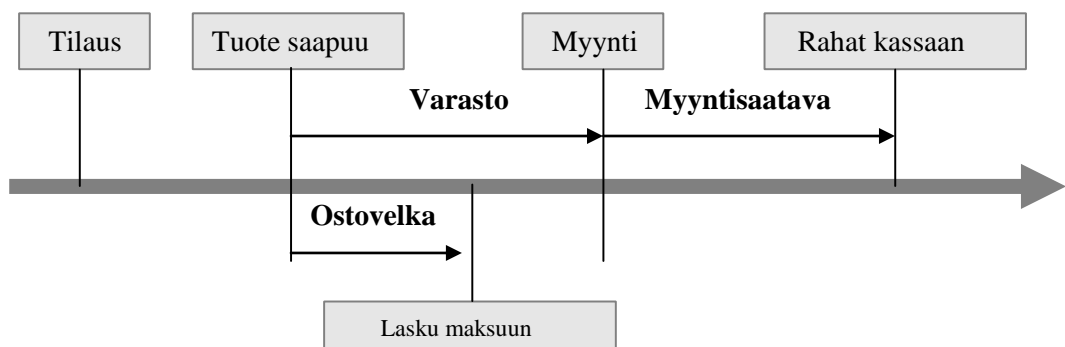 Tilaus
Tuote saapuu
Myynti
Rahat kassaan
Varasto
Myyntisaatava
Ostovelka
Lasku maksuun